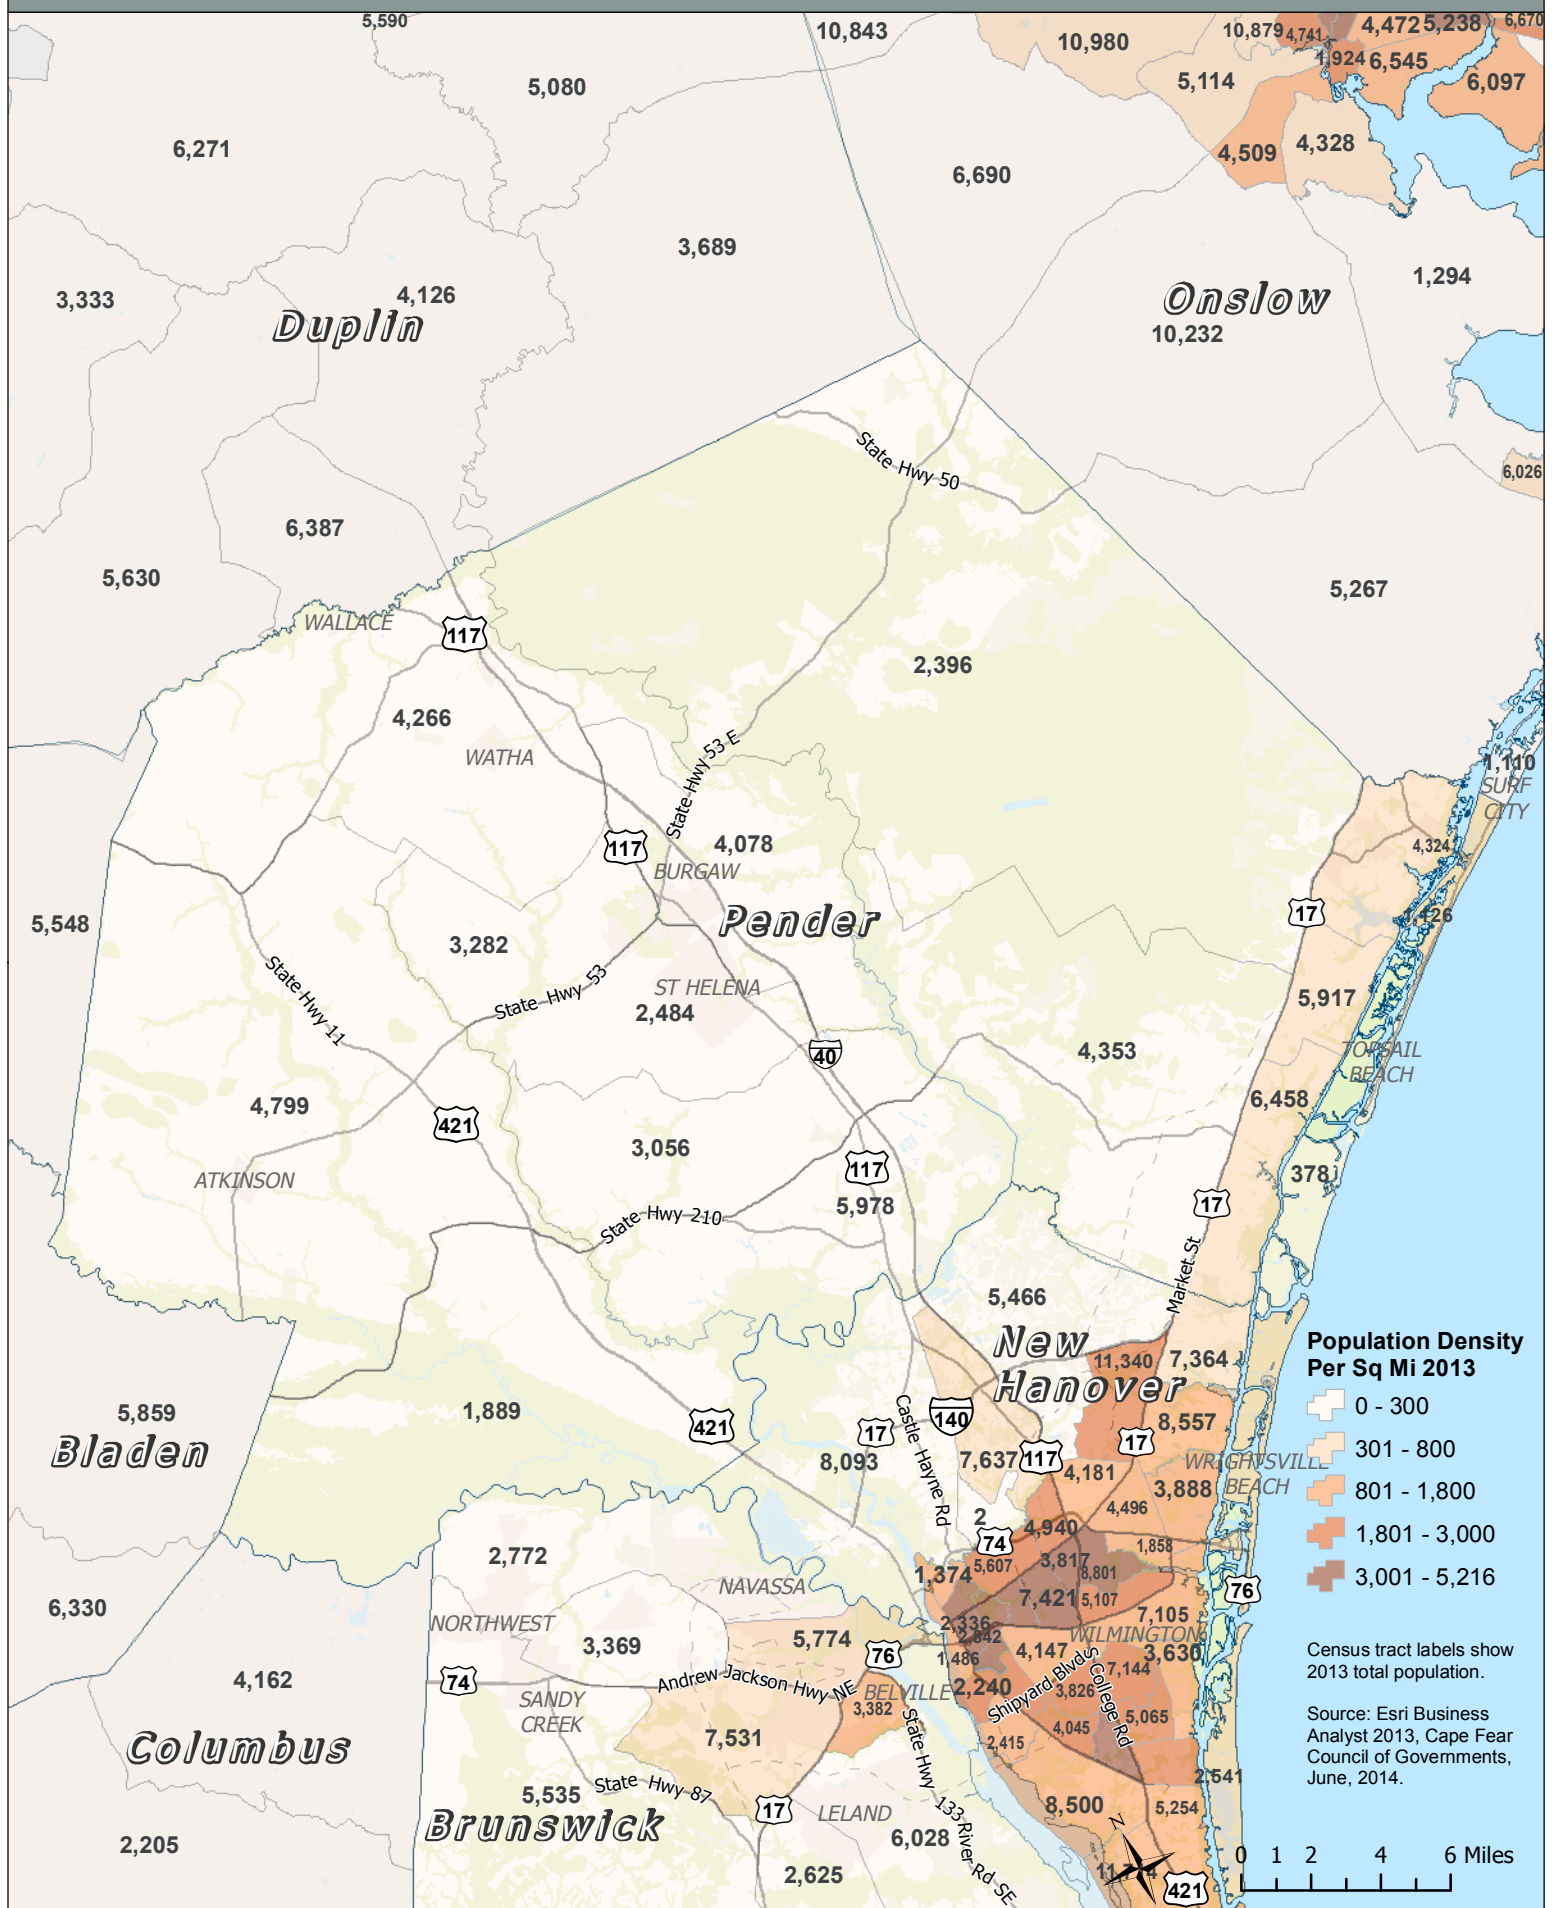 5,590
10,843
10,980
10,879
4,741
4,472
5,238
6,670
1,924
6,545
5,080
5,114
6,097
6,271
4,509
4,328
6,690
3,689
1,294
3,333
4,126
Duplin
Onslow
10,232
State Hwy 50
6,026
6,387
5,630
5,267
WALLACE
117
2,396
4,266
WATHA
State Hwy 53 E
1,110
SURF
CITY
117
4,078
4,324
BURGAW
17
1,126
5,548
Pender
3,282
State Hwy 53
ST HELENA
2,484
5,917
State Hwy 11
40
4,353
TOPSAIL
BEACH
4,799
421
6,458
3,056
117
ATKINSON
378
5,978
17
State Hwy 210
Market St
5,466
New
Hanover
11,340
7,364
Population Density
Per Sq Mi 2013
0 - 300
301 - 800
801 - 1,800
1,801 - 3,000
3,001 - 5,216
5,859
Bladen
1,889
421
17
Castle Hayne Rd
140
8,557
8,093
7,637
117
17
4,181
WRIGHTSVILLE
BEACH
3,888
4,496
2
74
4,940
2,772
1,858
1,374
5,607
3,817
8,801
NAVASSA
76
6,330
7,421
5,107
7,105
NORTHWEST
3,369
5,774
2,336
2,842
WILMINGTON
76
1,486
4,147
3,630
Census tract labels show
2013 total population.
4,162
74
Andrew Jackson Hwy NE
BELVILLE
2,240
Shipyard Blvd
S College Rd
7,144
3,826
SANDY
CREEK
3,382
5,065
Source: Esri Business
Analyst 2013, Cape Fear
Council of Governments,
June, 2014.
Columbus
7,531
State Hwy 133
River Rd SE
2,415
4,045
2,541
5,535
State Hwy 87
17
LELAND
8,500
5,254
Brunswick
6,028
N
2,205
2,625
421
0 1 2 4 6 Miles